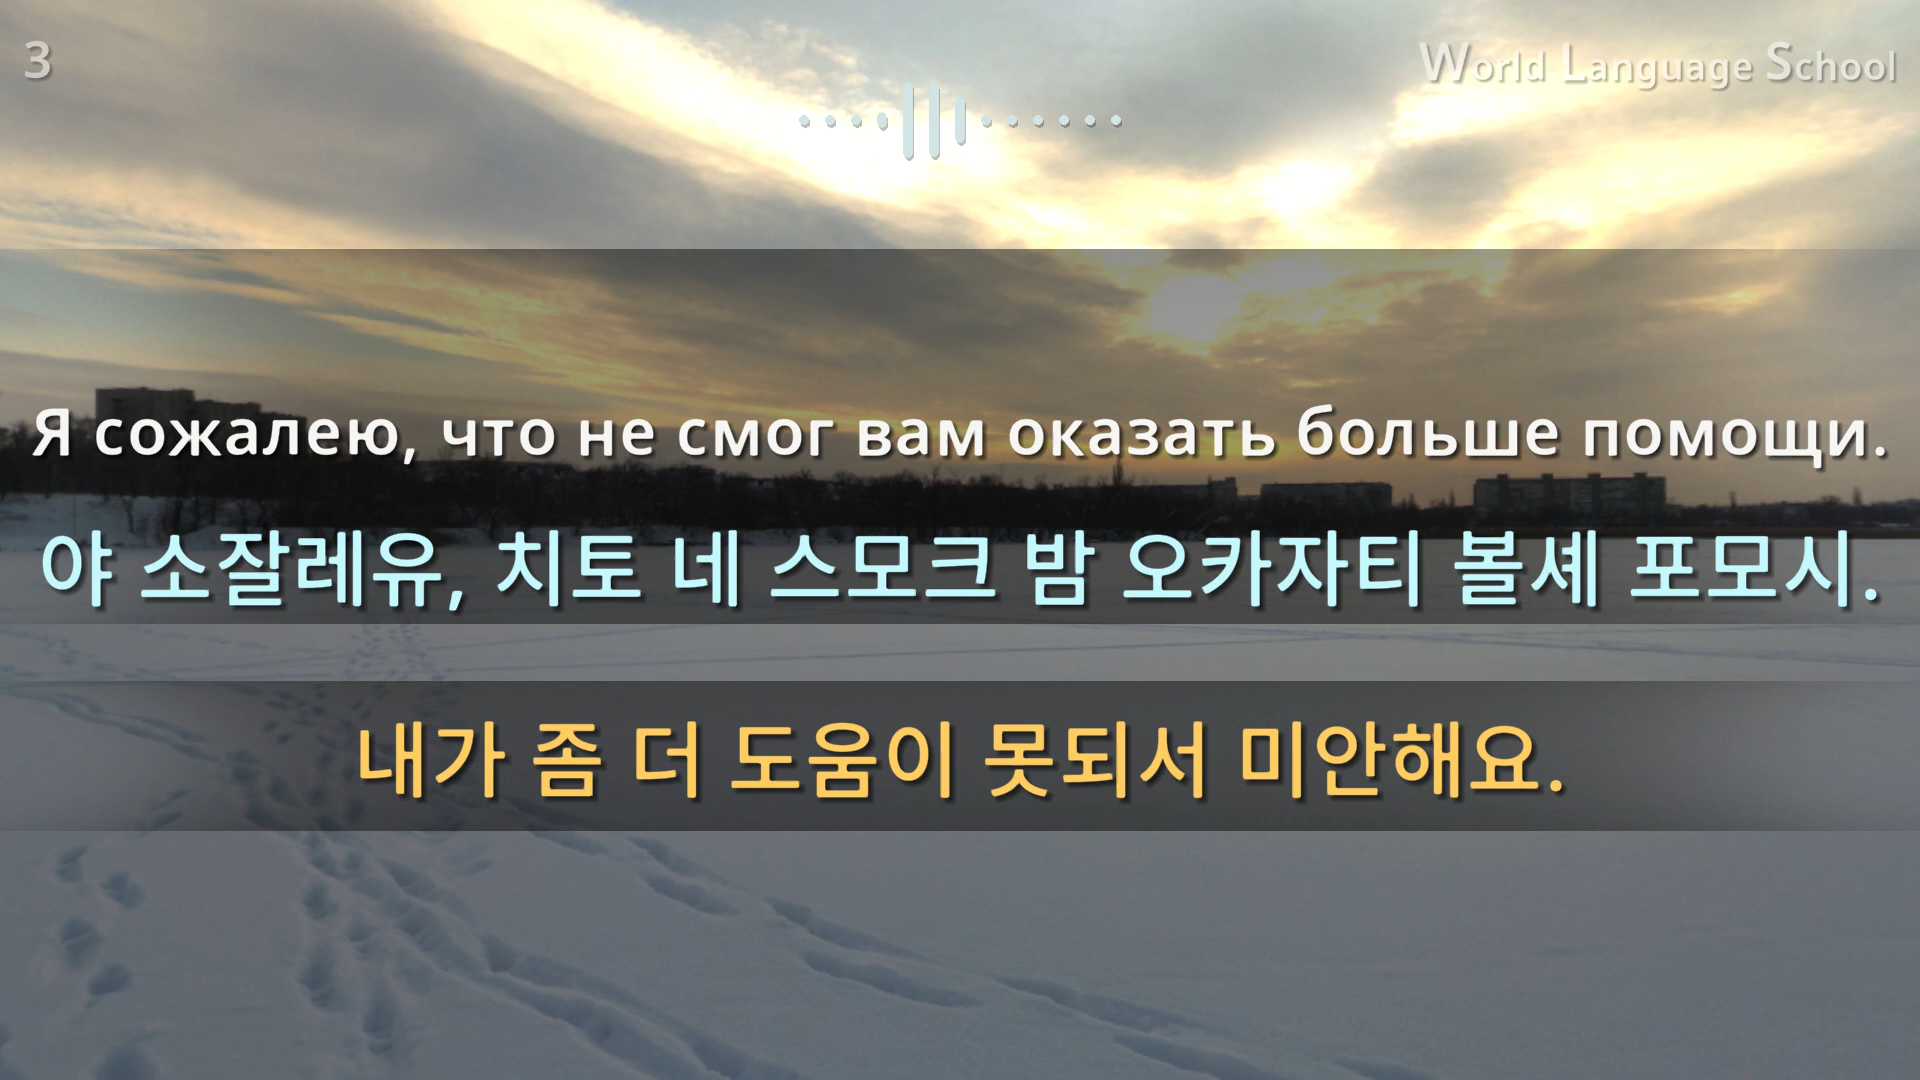 3
World Language School
Я сожалею, что не смог вам оказать больше помощи.
야 소잘레유, 치토 네 스모크 밤 오카자티 볼셰 포모시.
내가 좀 더 도움이 못되서 미안해요.